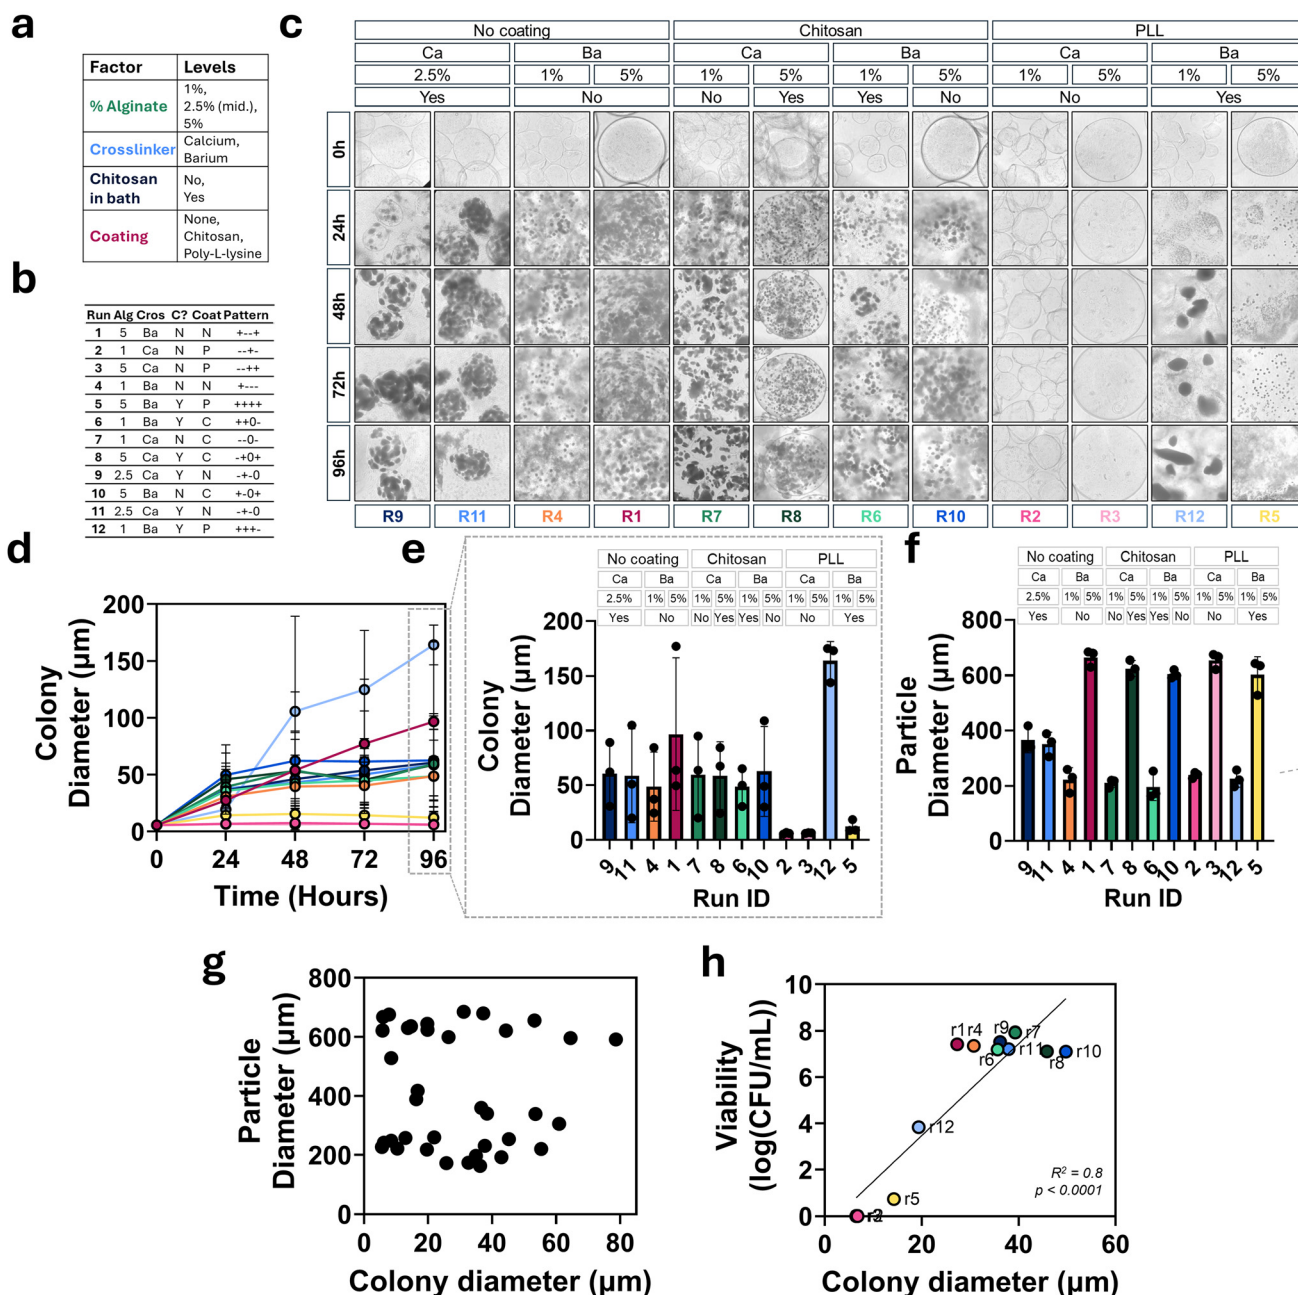 a
Factor Levels
% Alginate 1%, 2.5% (mid.), 5%
Crosslinker Calcium, Barium
Chitosan in bath No, Yes
Coating None, Chitosan, Poly-L-lysine
b
Run Alg Cros C? Coat Pattern
1 5 Ba N N +--+
2 1 Ca N P --+-
3 5 Ca N P --++
4 1 Ba N N +---
5 5 Ba Y P ++++
6 1 Ba Y C ++0-
7 1 Ca N C --0-
8 5 Ca Y C -+0+
9 2.5 Ca Y N -+-0
10 5 Ba N C +-0+
11 2.5 Ca Y N -+-0
12 1 Ba Y P +++-
c
No coating Chitosan PLL
Ca Ba Ca Ba Ca Ba
2.5% 1% 5% 1% 5% 1% 5% 1% 5% 1% 5%
Yes No No Yes Yes No No Yes
0h
24h
48h
72h
96h
R9 R11 R4 R1 R7 R8 R6 R10 R2 R3 R12 R5
d
Colony
Diameter (µm)
200
150
100
50
0
0 24 48 72 96
Time (Hours)
e
No coating Chitosan PLL
Ca Ba Ca Ba Ca Ba
2.5% 1% 5% 1% 5% 1% 5% 1% 5% 1% 5%
Yes No No Yes Yes No No Yes
Colony
Diameter (µm)
200
150
100
50
0
9 11 4 1 7 8 6 10 2 3 12 5
Run ID
f
No coating Chitosan PLL
Ca Ba Ca Ba Ca Ba
2.5% 1% 5% 1% 5% 1% 5% 1% 5% 1% 5%
Yes No No Yes Yes No No Yes
Particle
Diameter (µm)
800
600
400
200
0
9 11 4 1 7 8 6 10 2 3 12 5
Run ID
g
Particle
Diameter (µm)
800
600
400
200
0
0 20 40 60 80
Colony diameter (µm)
h
Viability
(log(CFU/mL))
10
8
6
4
2
0
r1 r4 r9 r7
r6 r11 r8 r10
r12
r5
R² = 0.8
p < 0.0001
0 20 40 60
Colony diameter (µm)